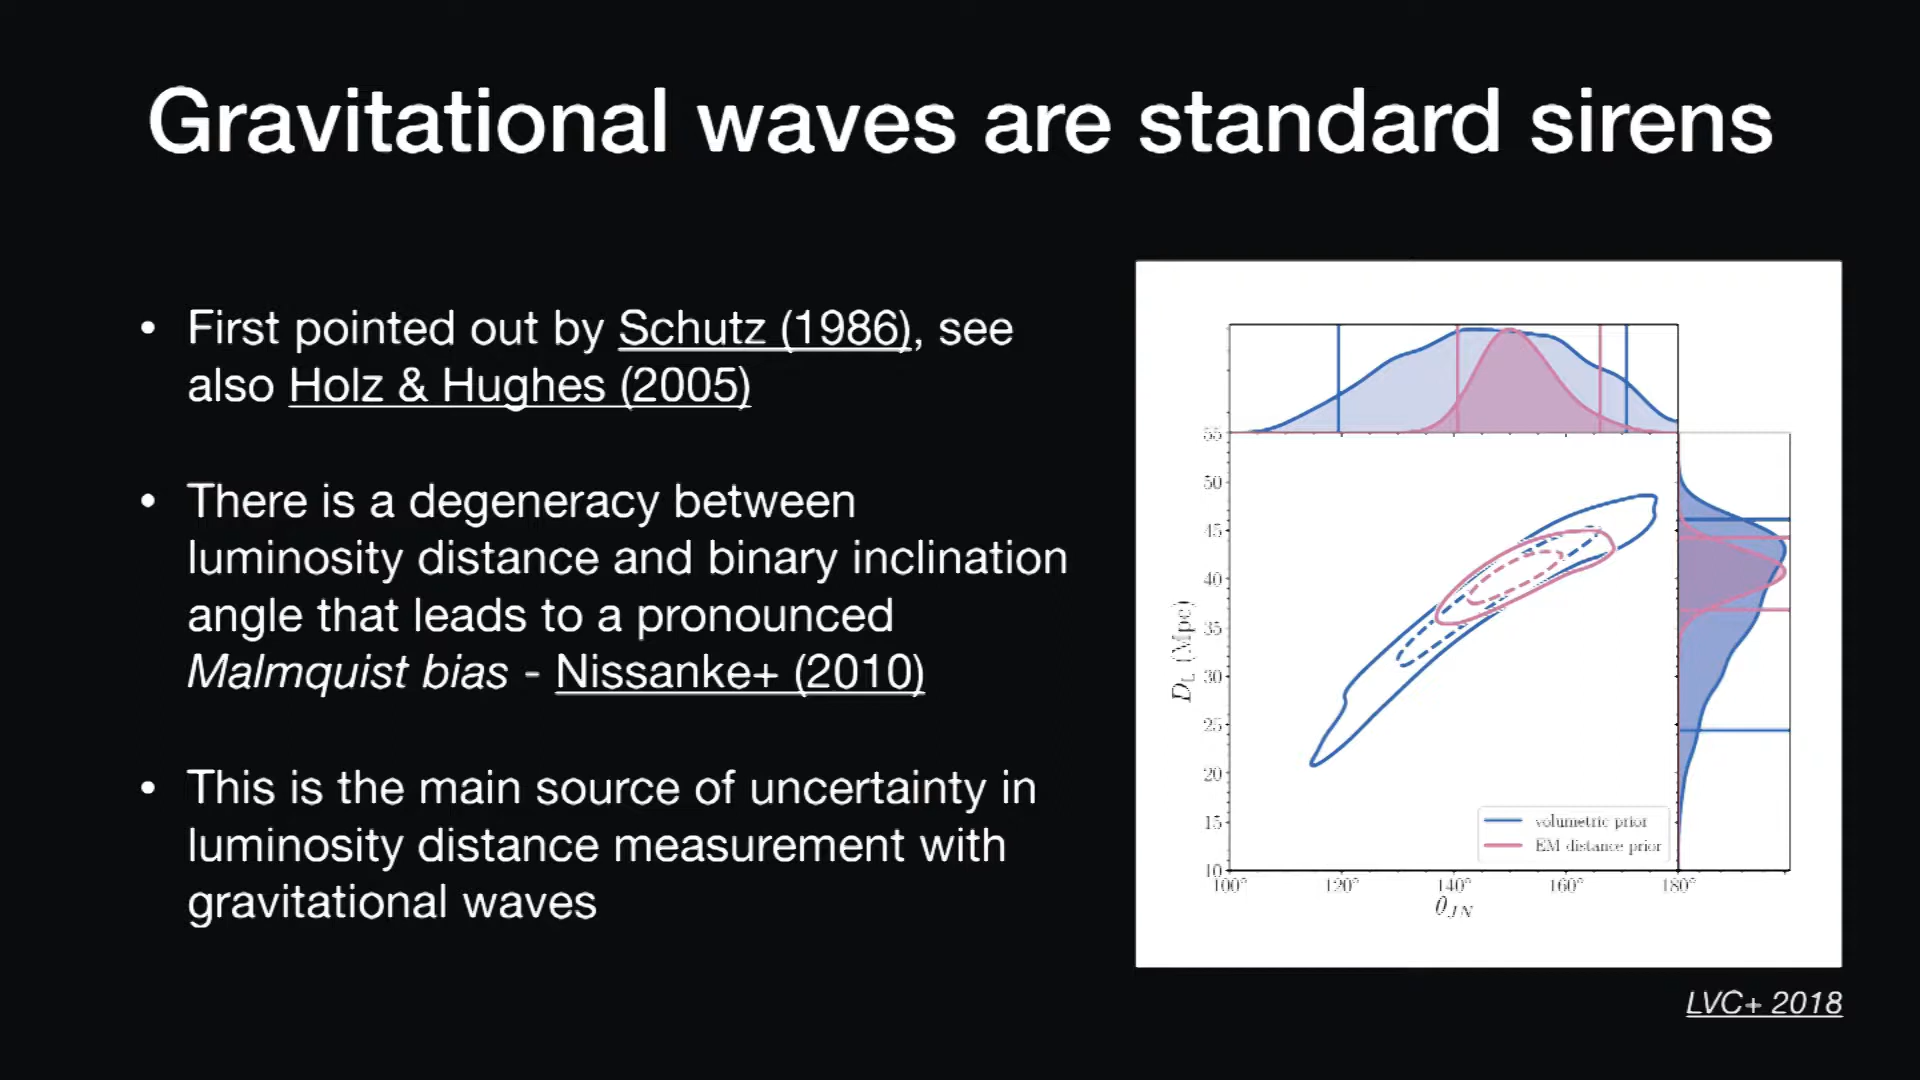 Gravitational waves are standard sirens
• First pointed out by Schutz (1986), see
also Holz & Hughes (2005)
• There is a degeneracy between
luminosity distance and binary inclination
angle that leads to a pronounced
Malmquist bias - Nissanke+ (2010)
• This is the main source of uncertainty in
luminosity distance measurement with
gravitational waves
55
50
45
40
35
30
25
20
15
10
D_L (Mpc)
volumetric prior
EM distance prior
100° 120° 140° 160° 180°
θ_JN
LVC+ 2018